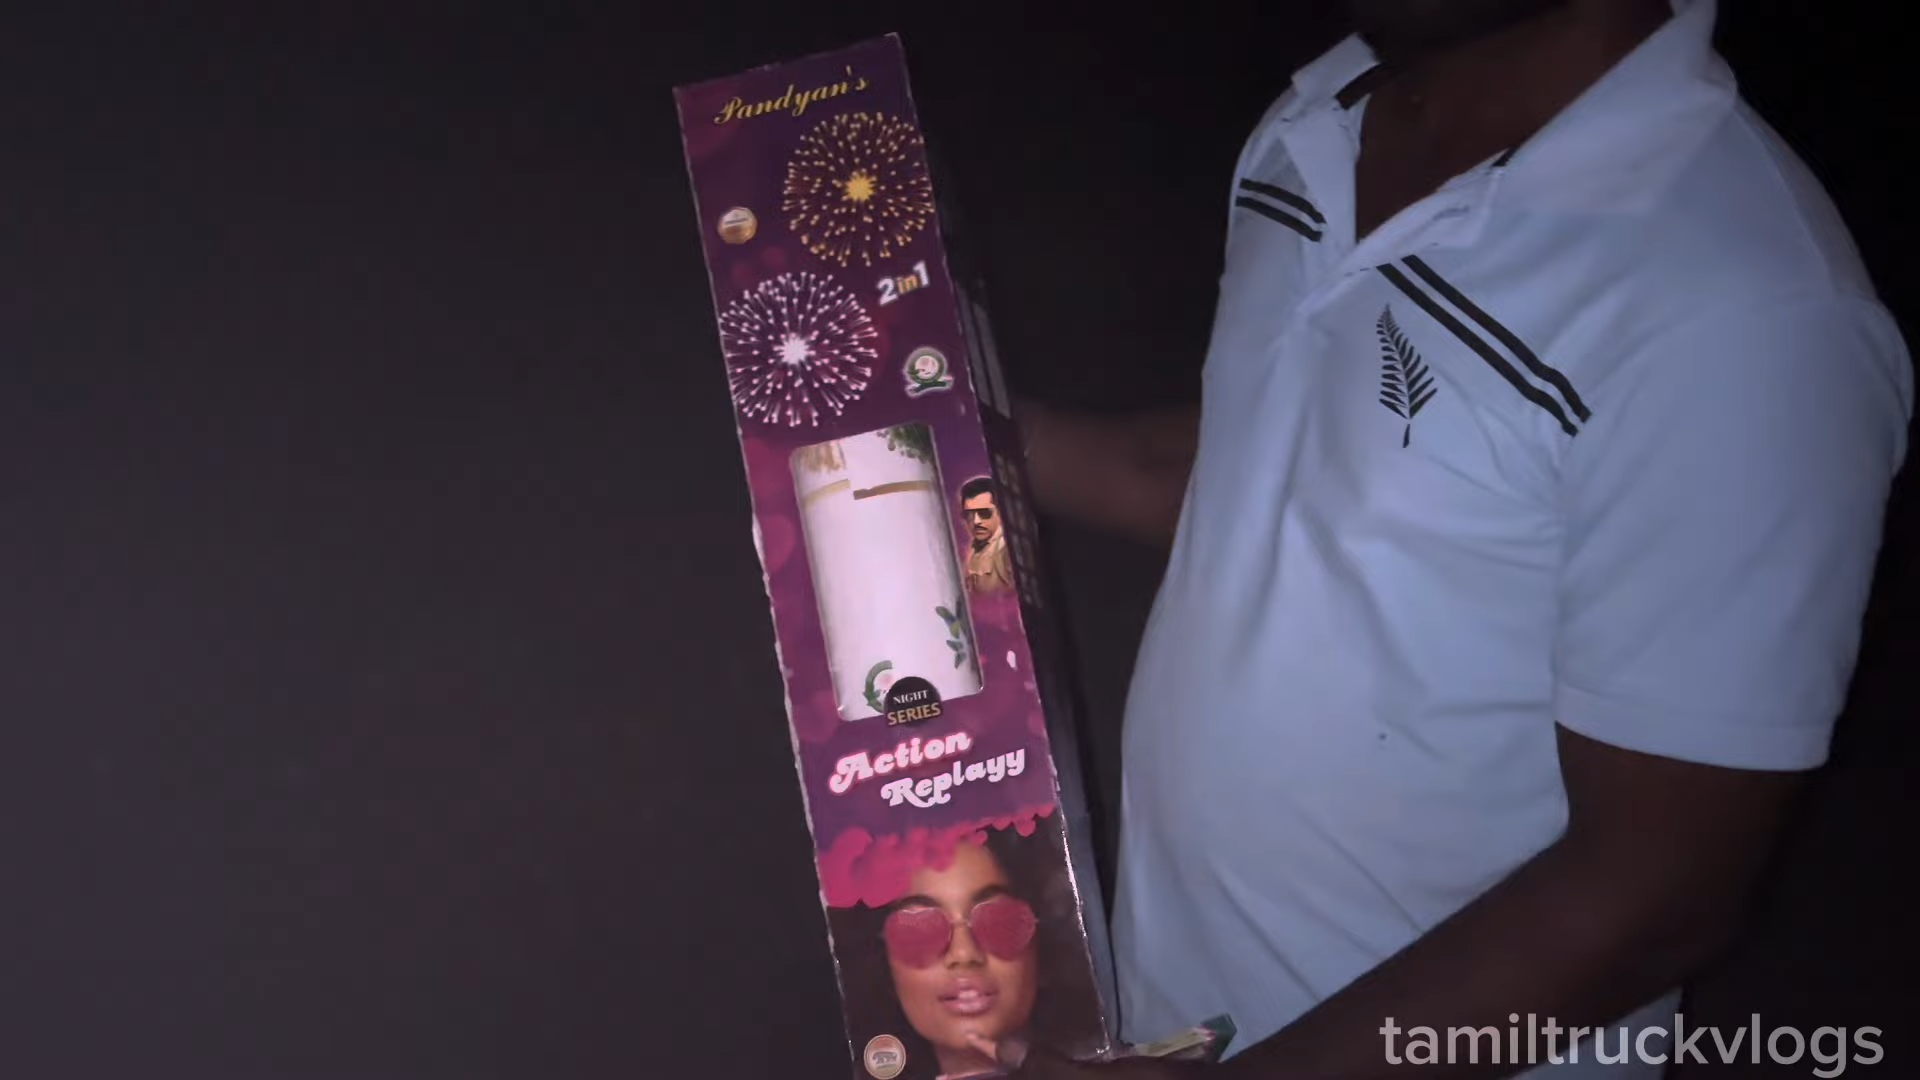 Pandyan's
2in1
NIGHT
SERIES
Action
Replayy
tamiltruckvlogs